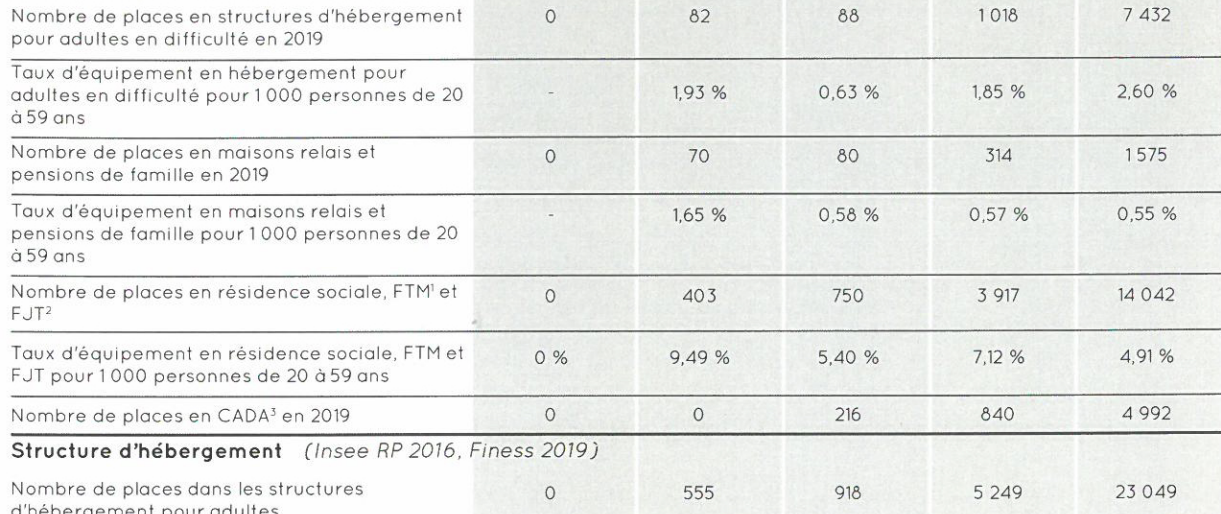 Nombre de places en structures d'hébergement 0 82 88 1 018 7 432
pour adultes en difficulté en 2019
Taux d'équipement en hébergement pour
adultes en difficulté pour 1 000 personnes de 20 - 1,93 % 0,63 % 1,85 % 2,60 %
à 59 ans
Nombre de places en maisons relais et 0 70 80 314 1 575
pensions de famille en 2019
Taux d'équipement en maisons relais et
pensions de famille pour 1 000 personnes de 20 - 1,65 % 0,58 % 0,57 % 0,55 %
à 59 ans
Nombre de places en résidence sociale, FTM¹ et 0 403 750 3 917 14 042
FJT²
Taux d'équipement en résidence sociale, FTM et 0 % 9,49 % 5,40 % 7,12 % 4,91 %
FJT pour 1 000 personnes de 20 à 59 ans
Nombre de places en CADA³ en 2019 0 0 216 840 4 992
Structure d'hébergement (Insee RP 2016, Finess 2019)
Nombre de places dans les structures 0 555 918 5 249 23 049
d'hébergement pour adultes